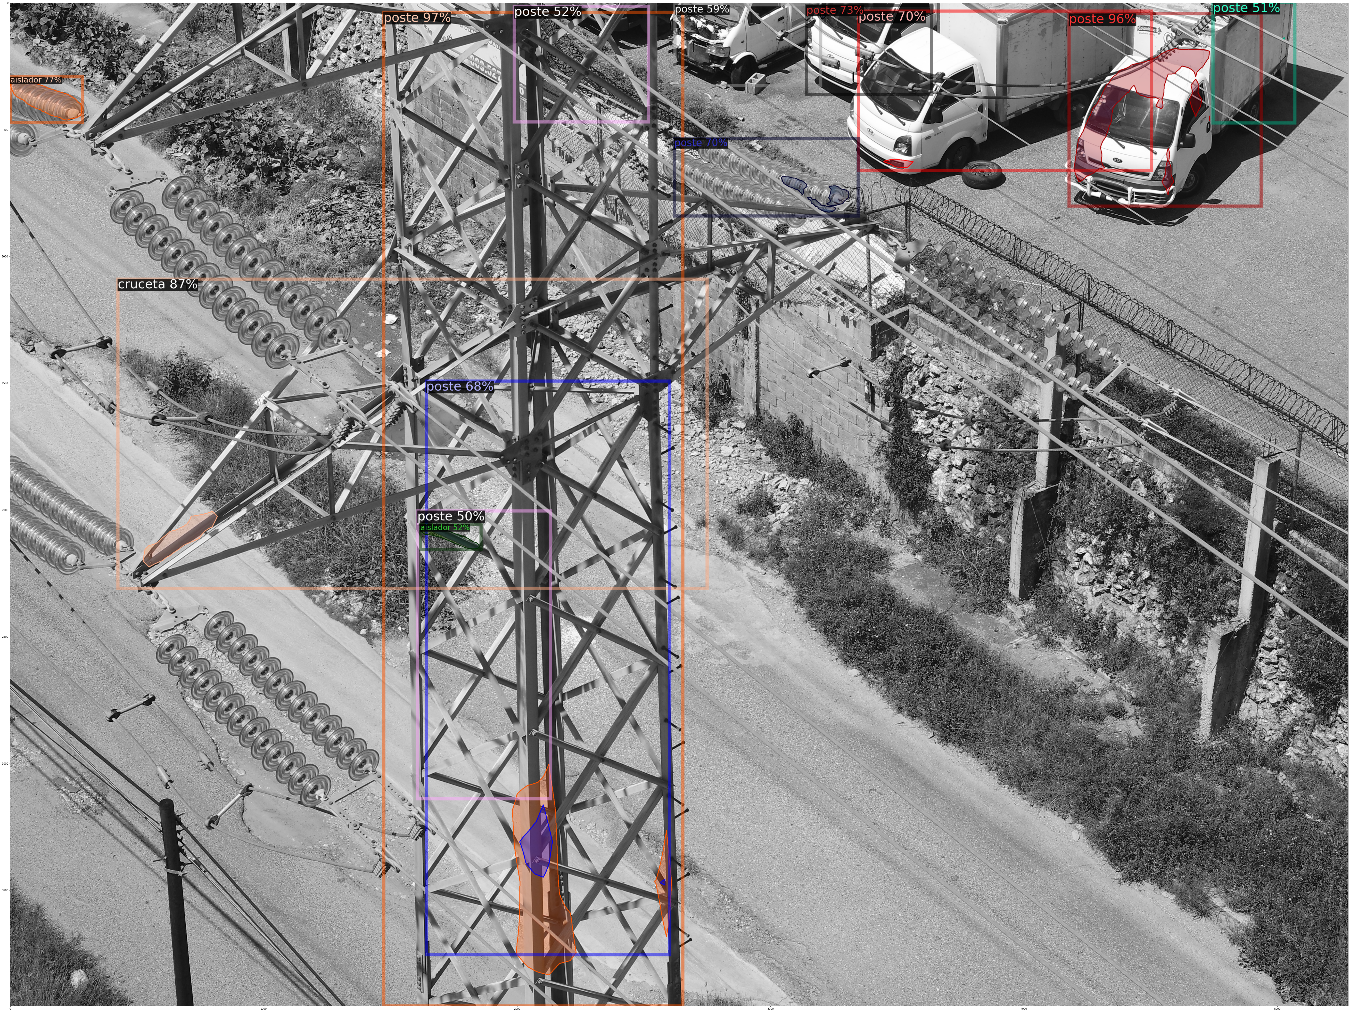 poste 97%
poste 52%
poste 59%
poste 73%
poste 70%
poste 96%
poste 51%
aislador 77%
poste 70%
cruceta 87%
poste 68%
poste 50%
aislador 52%